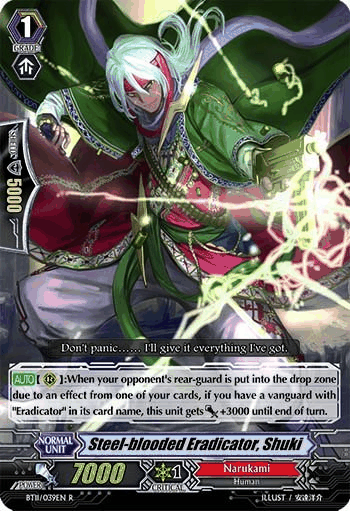 1
GRADE
SHIELD
5000
Don't panic…… I'll give it everything I've got.
AUTO [ ]:When your opponent's rear-guard is put into the drop zone
due to an effect from one of your cards, if you have a vanguard with
"Eradicator" in its card name, this unit gets +3000 until end of turn.
NORMAL
UNIT
Steel-blooded Eradicator, Shuki
POWER
7000
1
CRITICAL
Narukami
Human
BT11/039EN R
ILLUST / 安達洋介